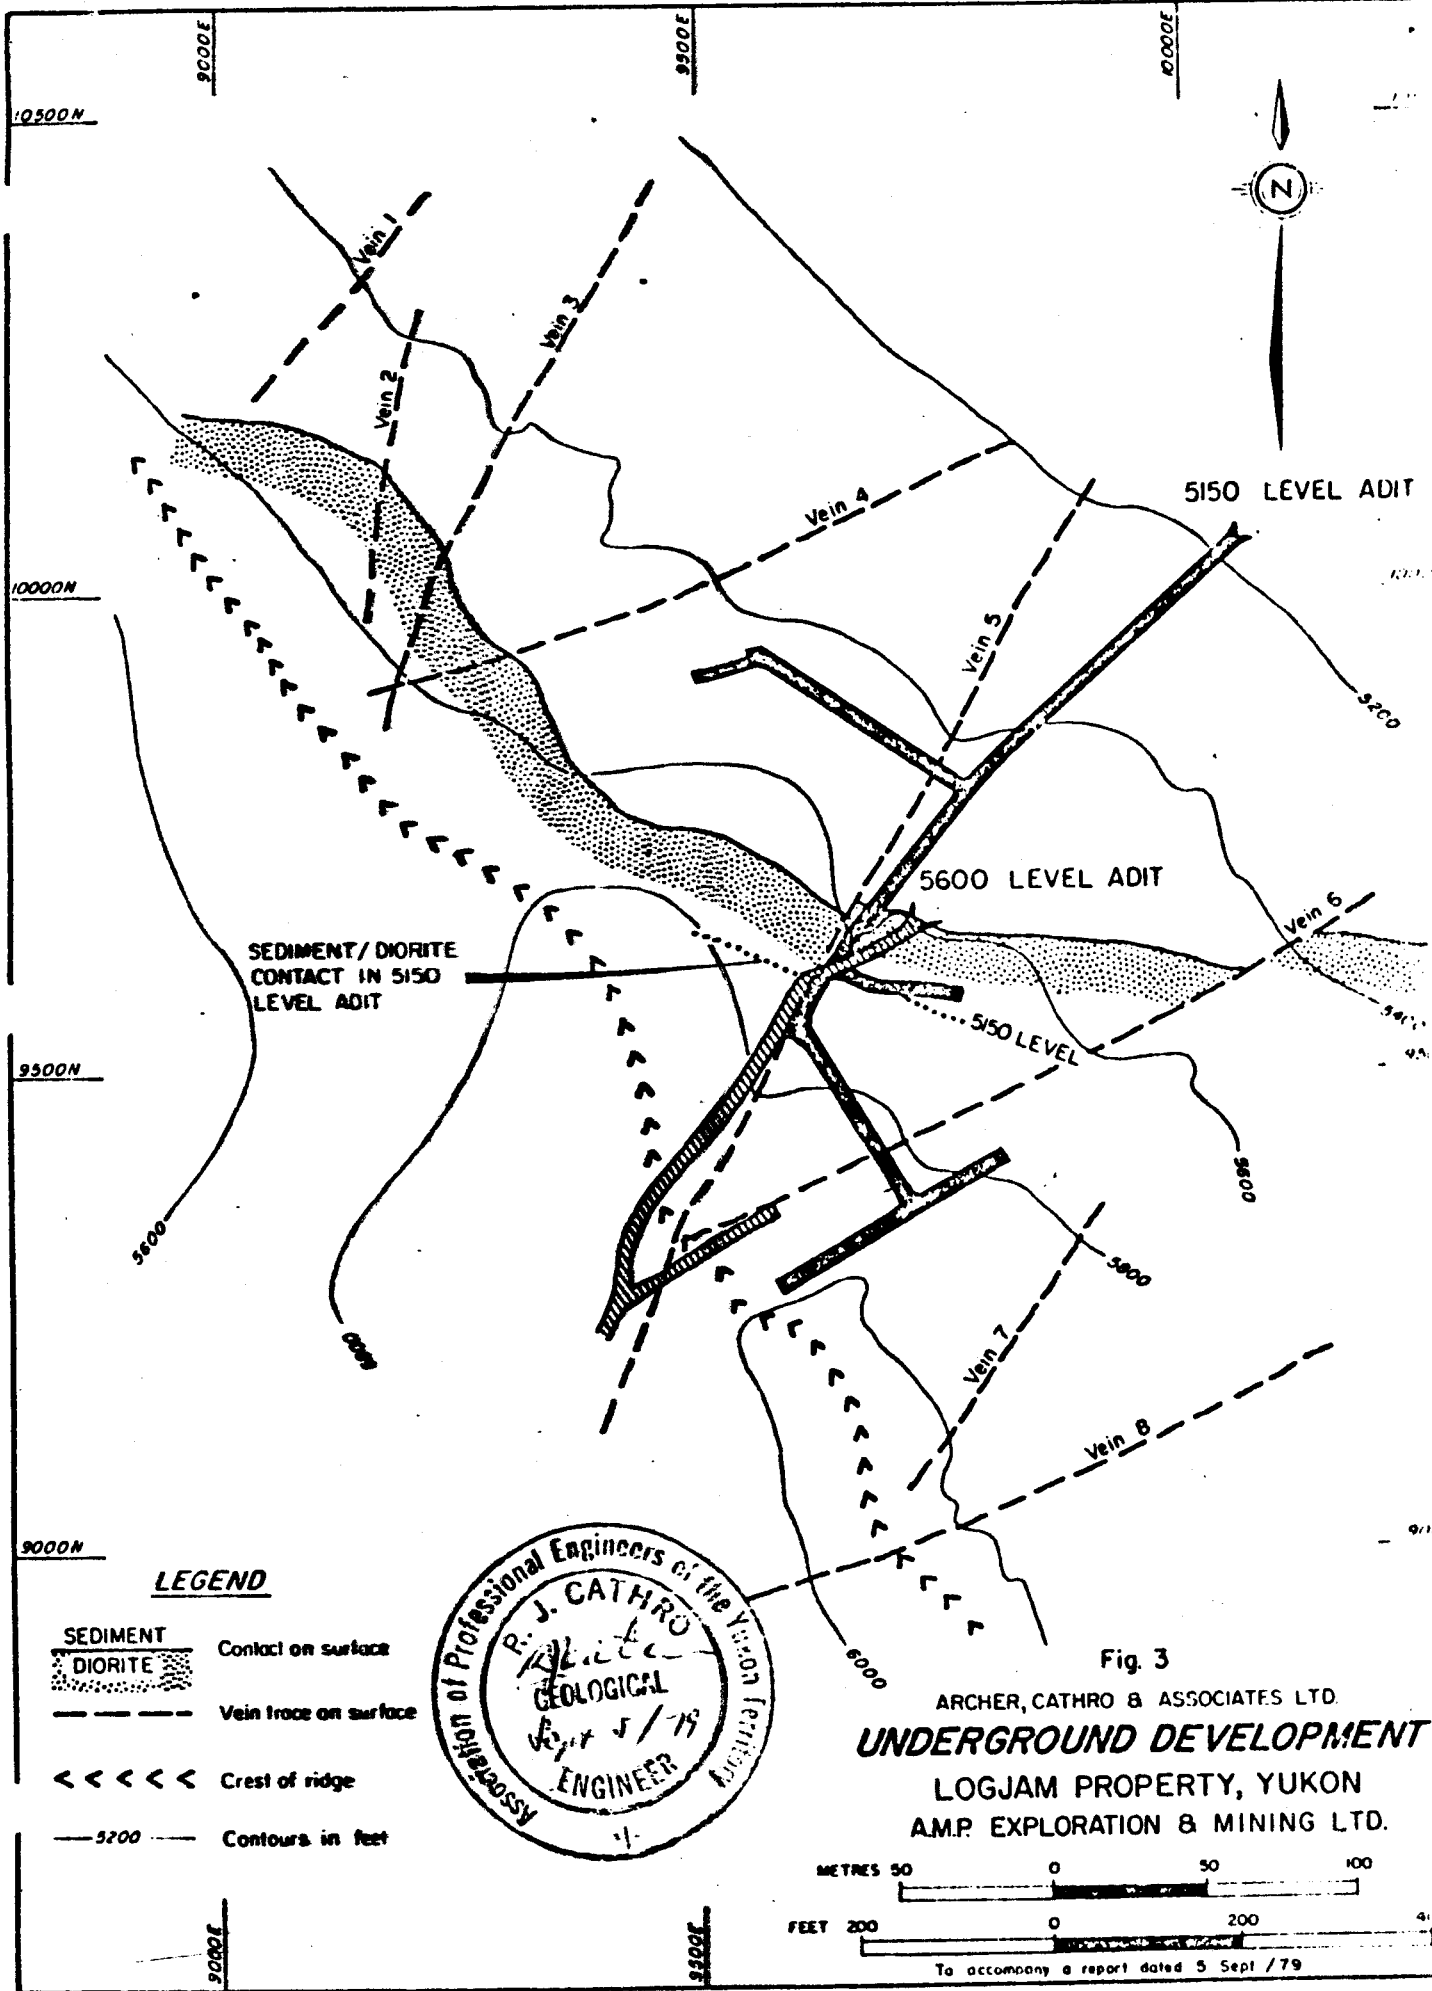 9000E
9500E
10000E
10500N
N
Vein 1
Vein 3
Vein 2
Vein 4
5150 LEVEL ADIT
10000N
Vein 5
5200
5600 LEVEL ADIT
Vein 6
SEDIMENT/DIORITE
CONTACT IN 5150
LEVEL ADIT
5150 LEVEL
9500N
5600
5600
5800
Vein 7
Vein 8
9000N
LEGEND
SEDIMENT
DIORITE
Contact on surface
Vein trace on surface
Crest of ridge
5200
Contours in feet
Association of Professional Engineers of the Yukon Territory
R. J. CATHRO
GEOLOGICAL
Sept 5/79
ENGINEER
6000
Fig. 3
ARCHER, CATHRO & ASSOCIATES LTD.
UNDERGROUND DEVELOPMENT
LOGJAM PROPERTY, YUKON
A.M.P. EXPLORATION & MINING LTD.
METRES 50 0 50 100
FEET 200 0 200
To accompany a report dated 5 Sept /79
9000E
9500E